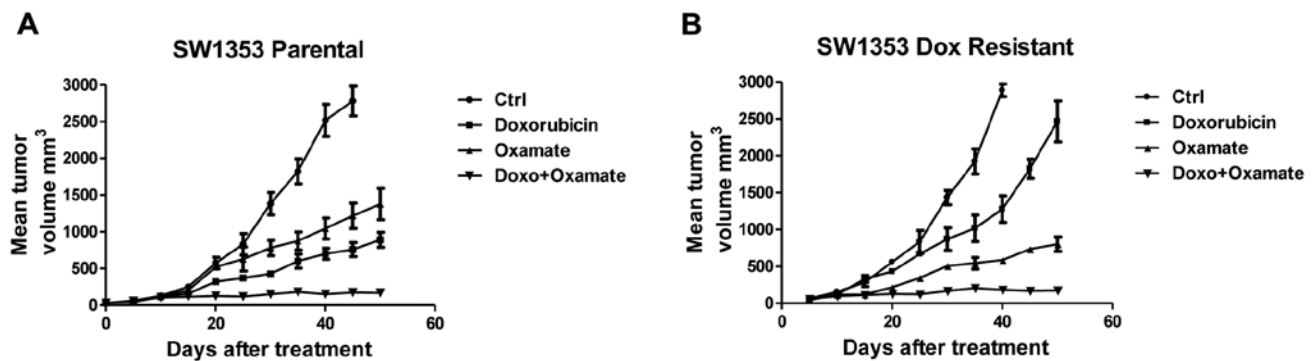 A
SW1353 Parental
3000
2500
2000
1500
1000
500
0
0
20
40
60
Mean tumor
volume mm³
Days after treatment
Ctrl
Doxorubicin
Oxamate
Doxo+Oxamate
B
SW1353 Dox Resistant
3000
2500
2000
1500
1000
500
0
0
20
40
60
Mean tumor
volume mm³
Days after treatment
Ctrl
Doxorubicin
Oxamate
Doxo+Oxamate